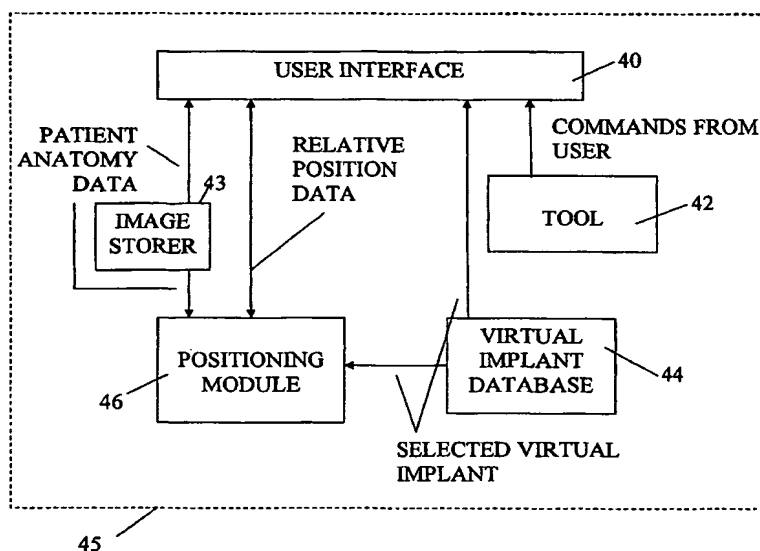 USER INTERFACE
40
PATIENT
ANATOMY
DATA
43
IMAGE
STORER
RELATIVE
POSITION
DATA
COMMANDS FROM
USER
TOOL
42
POSITIONING
MODULE
46
VIRTUAL
IMPLANT
DATABASE
44
SELECTED VIRTUAL
IMPLANT
45